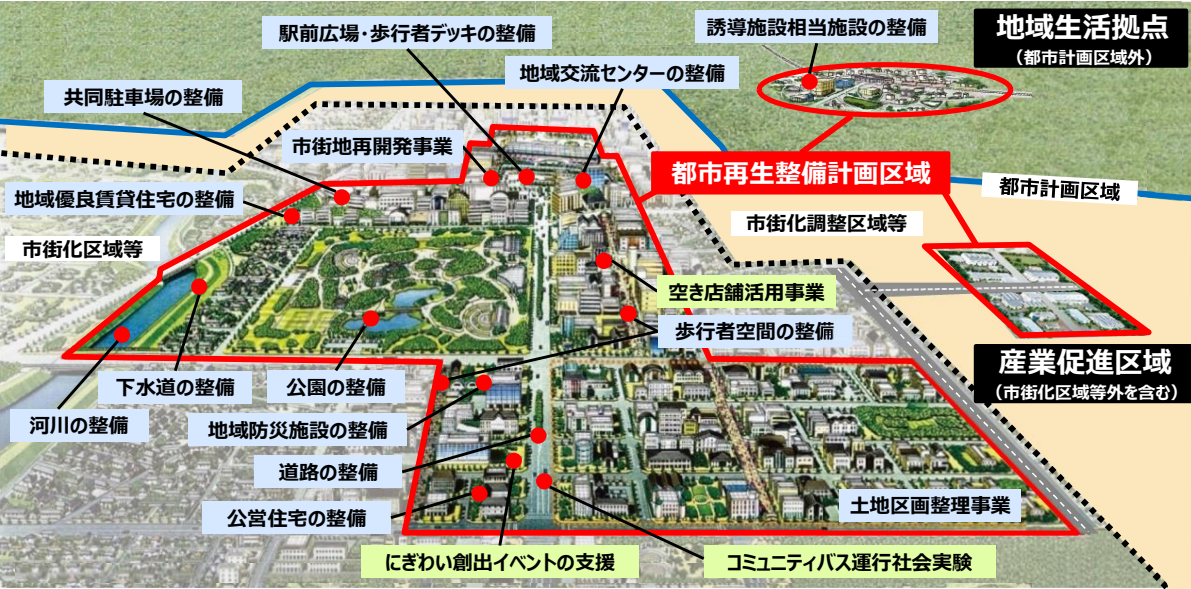 駅前広場・歩行者デッキの整備
誘導施設相当施設の整備
地域生活拠点
（都市計画区域外）
地域交流センターの整備
共同駐車場の整備
市街地再開発事業
都市再生整備計画区域
都市計画区域
地域優良賃貸住宅の整備
市街化調整区域等
市街化区域等
空き店舗活用事業
歩行者空間の整備
産業促進区域
（市街化区域等外を含む）
下水道の整備
公園の整備
河川の整備
地域防災施設の整備
道路の整備
公営住宅の整備
土地区画整理事業
にぎわい創出イベントの支援
コミュニティバス運行社会実験